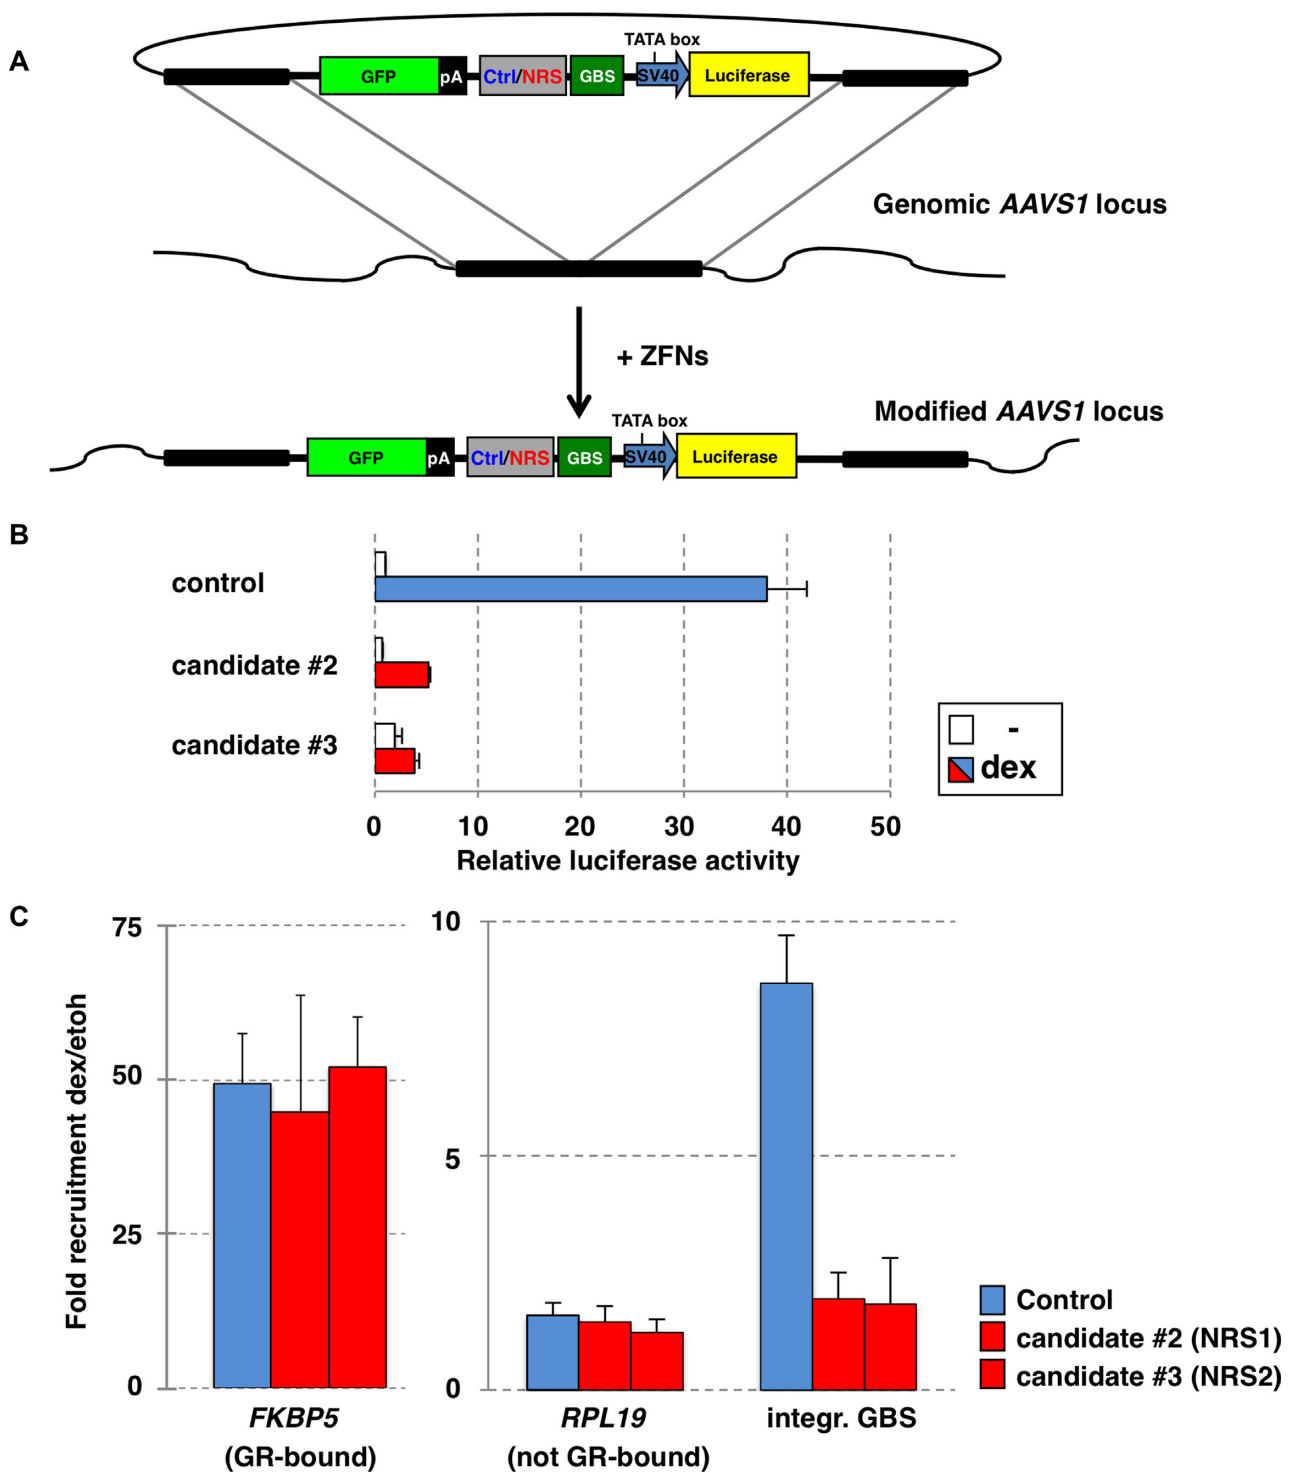 A
TATA box
GFP pA Ctrl/NRS GBS SV40 Luciferase
Genomic AAVS1 locus
+ ZFNs
Modified AAVS1 locus
TATA box
GFP pA Ctrl/NRS GBS SV40 Luciferase
B
control
candidate #2
candidate #3
-
dex
0 10 20 30 40 50
Relative luciferase activity
C
75
50
25
0
Fold recruitment dex/etoh
10
5
0
FKBP5
(GR-bound)
RPL19
(not GR-bound)
integr. GBS
Control
candidate #2 (NRS1)
candidate #3 (NRS2)